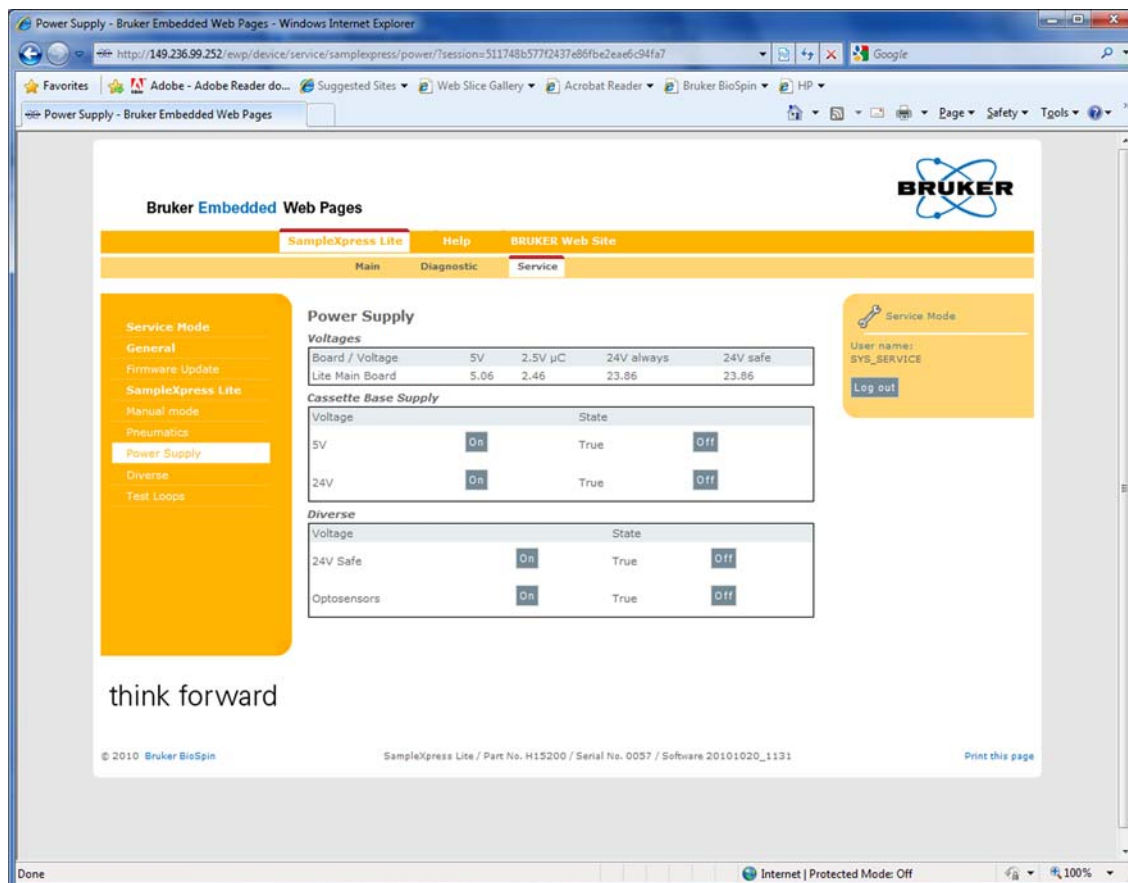 Power Supply - Bruker Embedded Web Pages - Windows Internet Explorer
http://149.236.99.252/ewp/device/service/samplexpress/power/?session=511748b577f2437e86fbe2eae6c94fa7
Google
Favorites Adobe - Adobe Reader do... Suggested Sites Web Slice Gallery Acrobat Reader Bruker BioSpin HP
Power Supply - Bruker Embedded Web Pages Page Safety Tools
BRUKER
Bruker Embedded Web Pages
SampleXpress Lite Help BRUKER Web Site
Main Diagnostic Service
Service Mode
General
Firmware Update
SampleXpress Lite
Manual mode
Pneumatics
Power Supply
Diverse
Test Loops
Power Supply
Voltages
Board / Voltage 5V 2.5V µC 24V always 24V safe
Lite Main Board 5.06 2.46 23.86 23.86
Cassette Base Supply
Voltage State
5V On True Off
24V On True Off
Diverse
Voltage State
24V Safe On True Off
Optosensors On True Off
Service Mode
User name:
SYS_SERVICE
Log out
think forward
© 2010 Bruker BioSpin SampleXpress Lite / Part No. H15200 / Serial No. 0057 / Software 20101020_1131 Print this page
Done Internet | Protected Mode: Off 100%